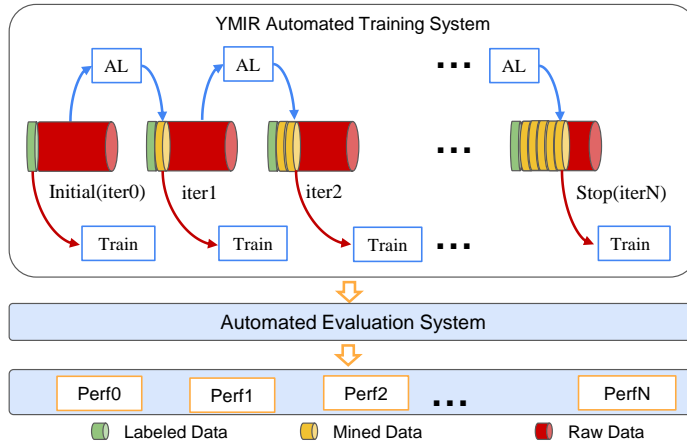 YMIR Automated Training System
AL
AL
...
AL
Initial(iter0)
iter1
iter2
...
Stop(iterN)
Train
Train
Train
...
Train
Automated Evaluation System
Perf0
Perf1
Perf2
...
PerfN
Labeled Data
Mined Data
Raw Data